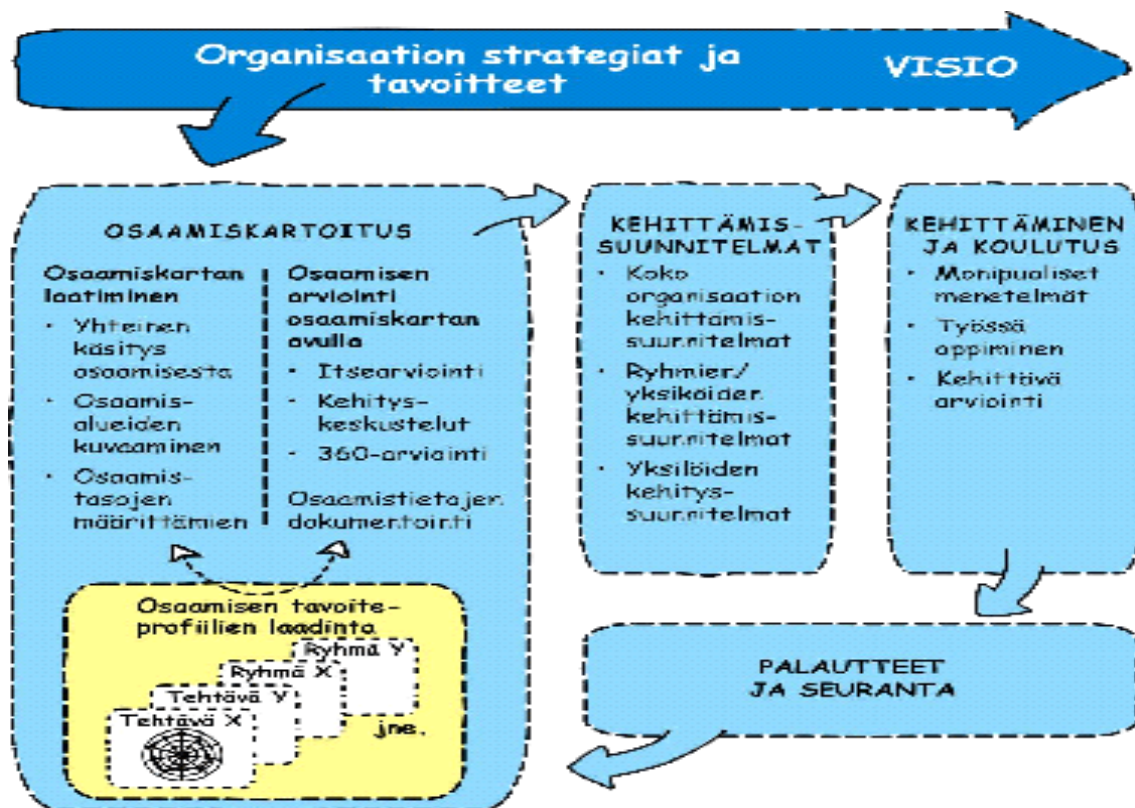 Organisaation strategiat ja
tavoitteet
VISIO
OSAAMISKARTOITUS
Osaamiskartan
laatiminen
• Yhteinen
käsitys
osaamisesta
• Osaamis-
alueiden
kuvaaminen
• Osaamis-
tasojen
määrittämien
Osaamisen
arviointi
osaamiskartan
avulla
• Itsearviointi
• Kehitys-
keskustelut
• 360-arviointi
Osaamistietojen
dokumentointi
Osaamisen tavoite-
profiilien laadinta
Ryhmä Y
Ryhmä X
Tehtävä Y
Tehtävä X
jne.
KEHITTÄMIS-
SUUNNITELMAT
• Koko
organisaation
kehittämis-
suunnitelmat
• Ryhmien/
yksiköiden
kehittämis-
suunnitelmat
• Yksilöiden
kehitys-
suunnitelmat
KEHITTÄMINEN
JA KOULUTUS
• Monipuoliset
menetelmät
• Työssä
oppiminen
• Kehittävä
arviointi
PALAUTTEET
JA SEURANTA